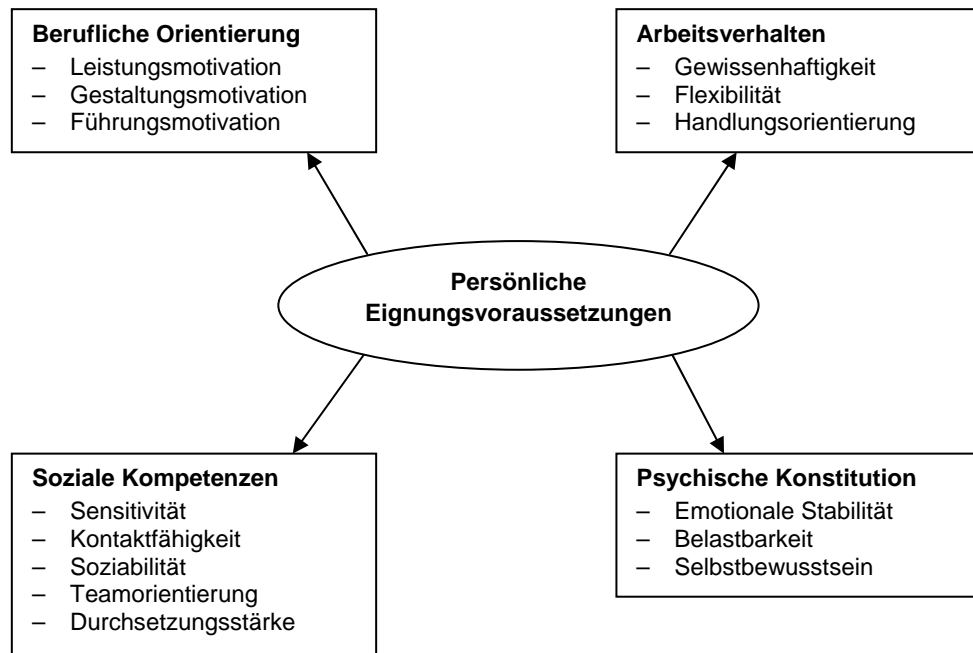 Berufliche Orientierung
– Leistungsmotivation
– Gestaltungsmotivation
– Führungsmotivation
Arbeitsverhalten
– Gewissenhaftigkeit
– Flexibilität
– Handlungsorientierung
Persönliche
Eignungsvoraussetzungen
Soziale Kompetenzen
– Sensitivität
– Kontaktfähigkeit
– Soziabilität
– Teamorientierung
– Durchsetzungsstärke
Psychische Konstitution
– Emotionale Stabilität
– Belastbarkeit
– Selbstbewusstsein